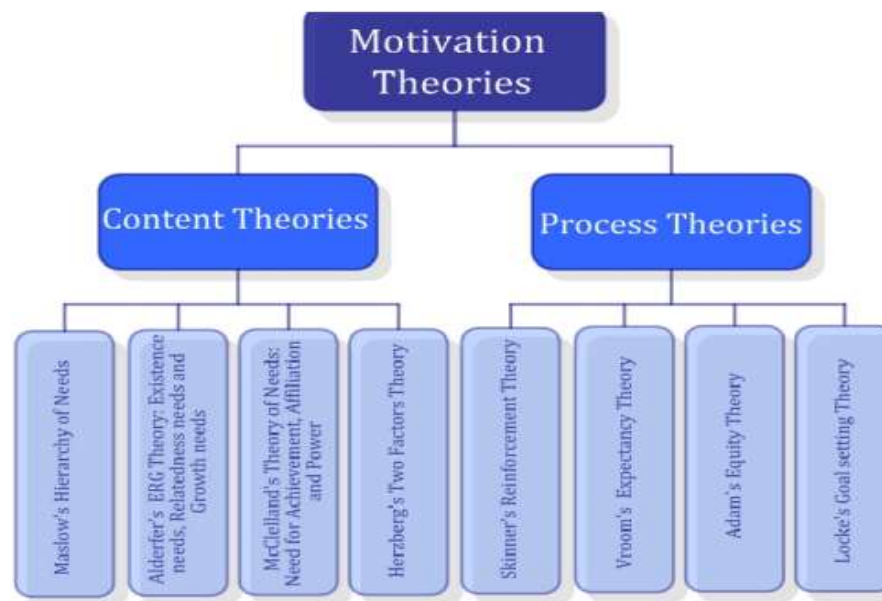 Motivation
Theories
Content Theories
Process Theories
Maslow's Hierarchy of Needs
Alderfer's ERG Theory: Existence
needs, Relatedness needs and
Growth needs
McClelland's Theory of Needs:
Need for Achievement, Affiliation
and Power
Herzberg's Two Factors Theory
Skinner's Reinforcement Theory
Vroom's Expectancy Theory
Adam's Equity Theory
Locke's Goal setting Theory